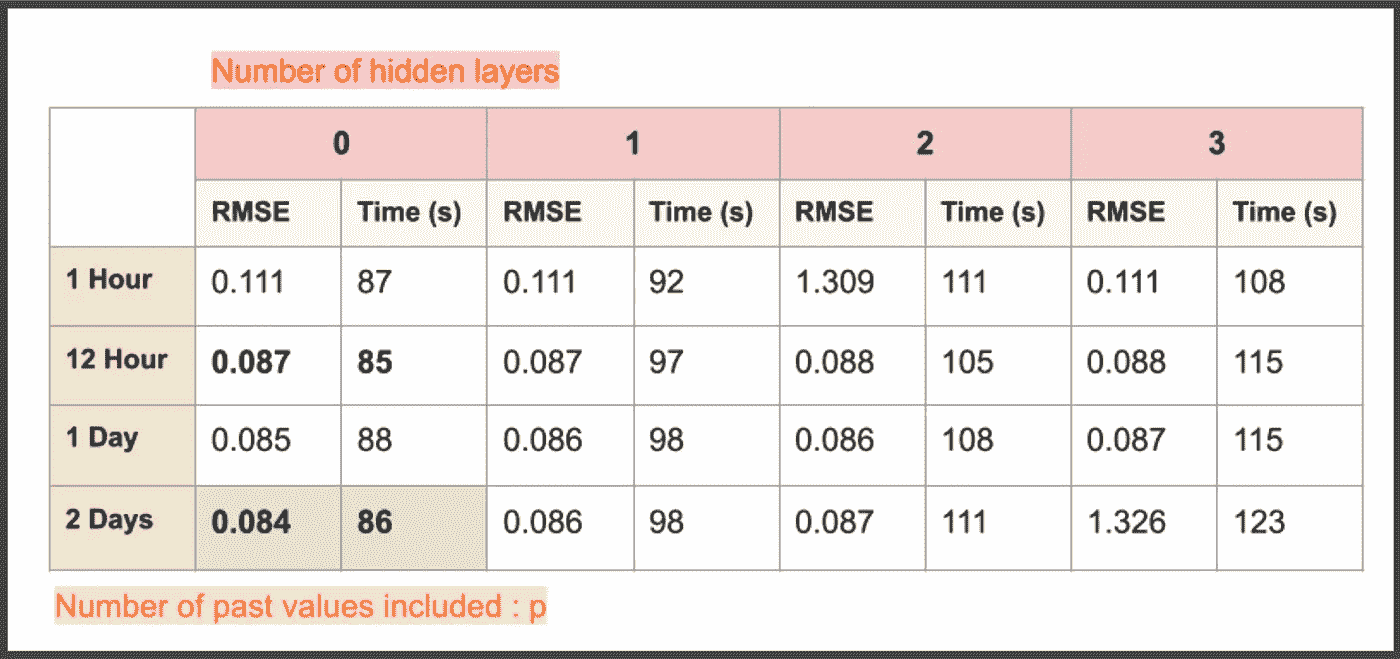 Number of hidden layers
0 1 2 3
RMSE Time (s) RMSE Time (s) RMSE Time (s) RMSE Time (s)
1 Hour 0.111 87 0.111 92 1.309 111 0.111 108
12 Hour 0.087 85 0.087 97 0.088 105 0.088 115
1 Day 0.085 88 0.086 98 0.086 108 0.087 115
2 Days 0.084 86 0.086 98 0.087 111 1.326 123
Number of past values included : p